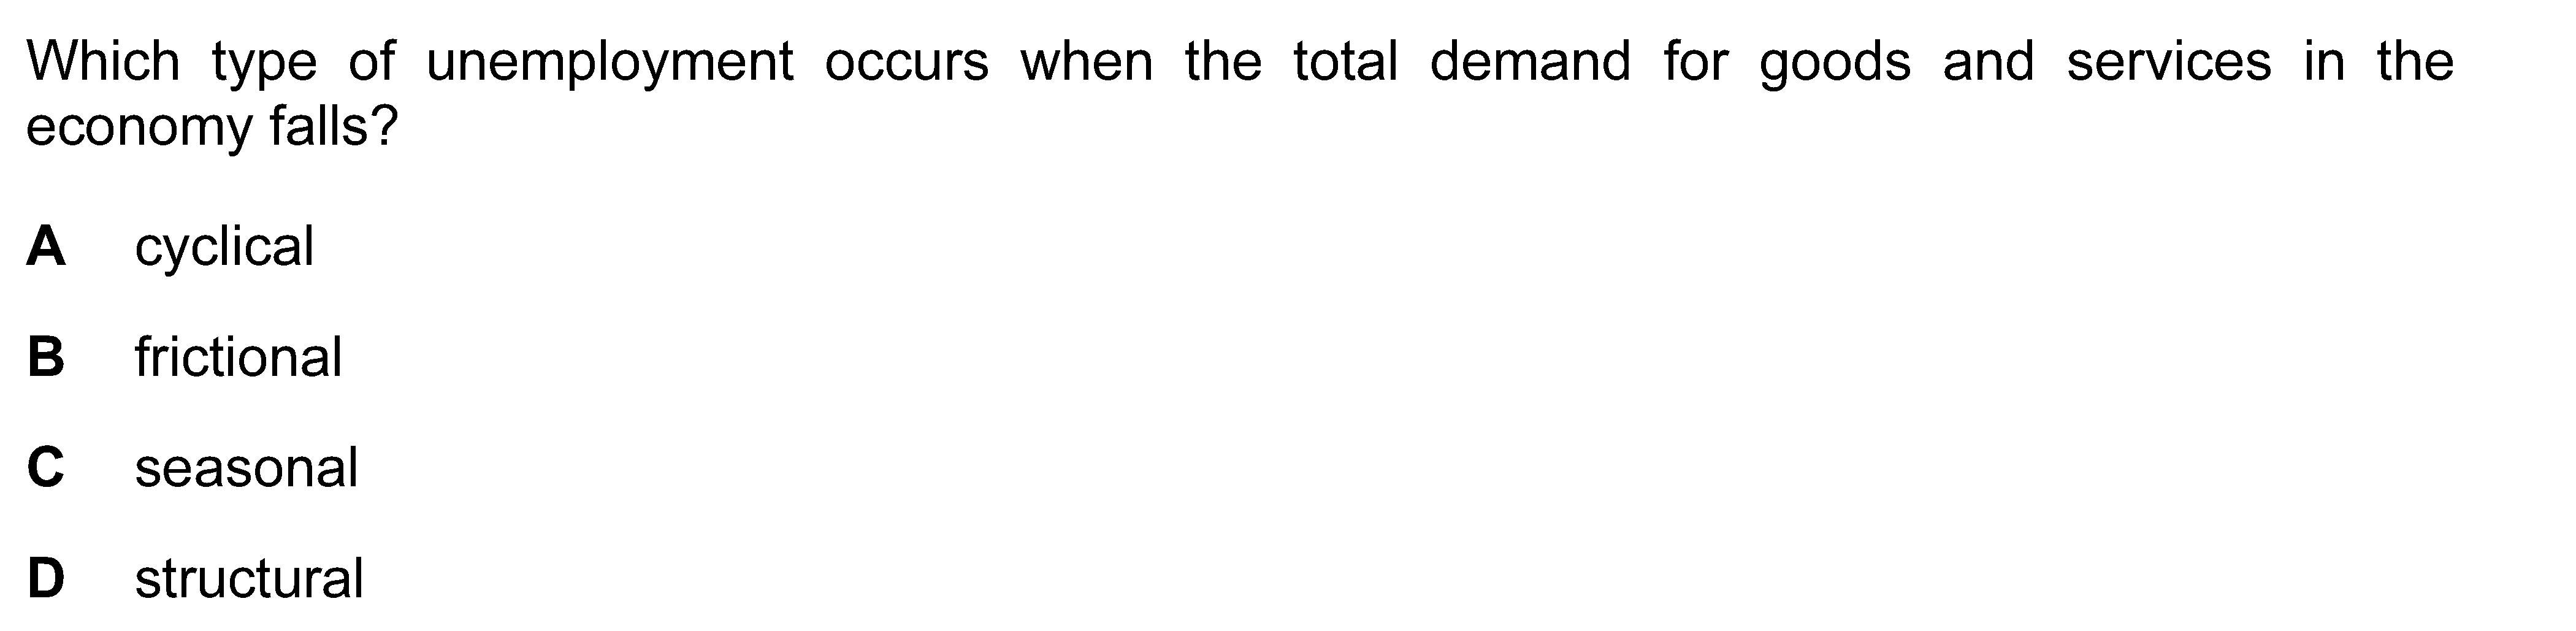 Which type of unemployment occurs when the total demand for goods and services in the
economy falls?
A cyclical
B frictional
C seasonal
D structural